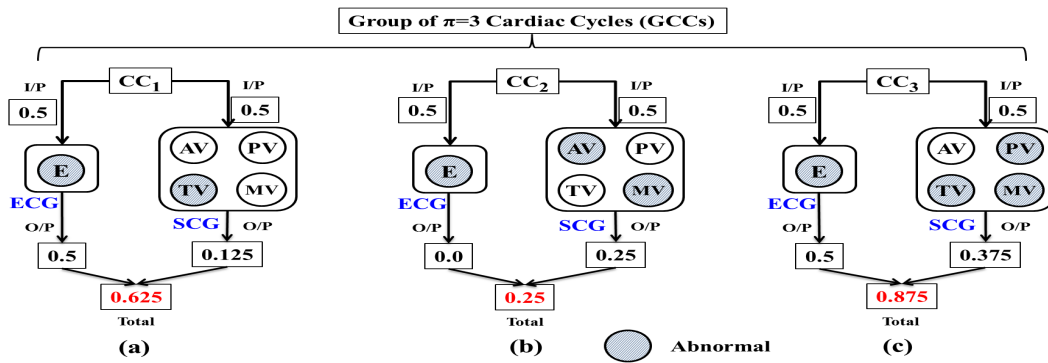 Group of π=3 Cardiac Cycles (GCCs)
I/P CC1 I/P
0.5 0.5
E
AV PV
TV MV
ECG
SCG
O/P O/P
0.5 0.125
0.625
Total
(a)
I/P CC2 I/P
0.5 0.5
E
AV PV
TV MV
ECG
SCG
O/P O/P
0.0 0.25
0.25
Total
(b)
I/P CC3 I/P
0.5 0.5
E
AV PV
TV MV
ECG
SCG
O/P O/P
0.5 0.375
0.875
Total
(c)
Abnormal